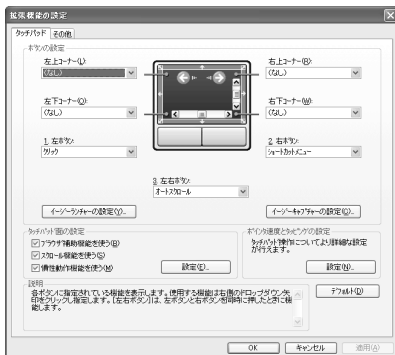 拡張機能の設定
タッチパッド その他
ボタンの設定
左上コーナー(L):
(なし)
右上コーナー(R):
(なし)
左下コーナー(O):
(なし)
右下コーナー(W):
(なし)
1. 左ボタン:
クリック
2. 右ボタン:
ショートカットメニュー
3. 左右ボタン:
オートスクロール
イージーランチャーの設定(Y)...
イージーキャプチャーの設定(C)...
タッチパッド面の設定
ブラウザ補助機能を使う(B)
スクロール機能を使う(S)
慣性動作機能を使う(M)
設定(E)...
ポインタ速度とタッピングの設定
タッチパッド操作についてより詳細な設定
が行えます。
設定(N)...
説明
各ボタンに指定されている機能を表示します。使用する機能は右側のドロップダウン矢
印をクリックし指定します。[左右ボタン]は、左ボタンと右ボタンを同時に押したときに機
能します。
デフォルト(D)
OK キャンセル 適用(A)